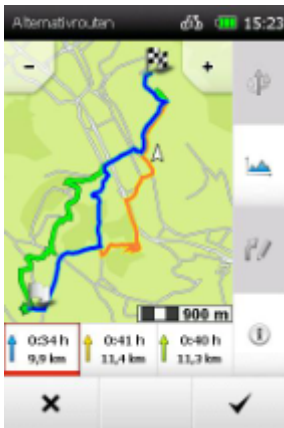 Alternativrouten 15:23
- +
900 m
0:34 h 0:41 h 0:40 h
9,9 km 11,4 km 11,3 km